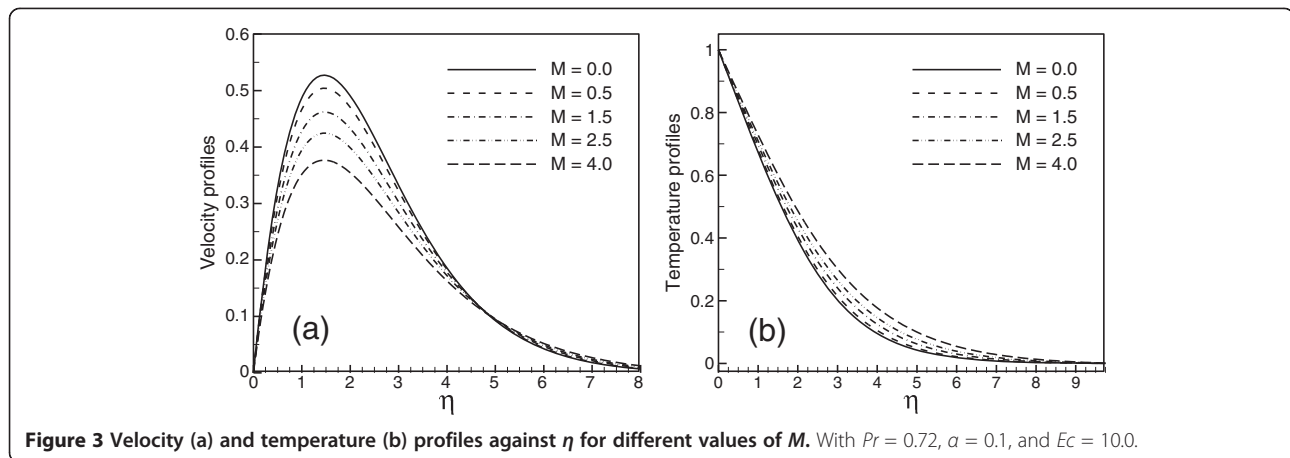 0.6
0.5
0.4
0.3
0.2
0.1
0
Velocity profiles
M = 0.0
M = 0.5
M = 1.5
M = 2.5
M = 4.0
(a)
0 1 2 3 4 5 6 7 8
η
1
0.8
0.6
0.4
0.2
0
Temperature profiles
M = 0.0
M = 0.5
M = 1.5
M = 2.5
M = 4.0
(b)
0 1 2 3 4 5 6 7 8 9
η
Figure 3 Velocity (a) and temperature (b) profiles against η for different values of M. With Pr = 0.72, α = 0.1, and Ec = 10.0.